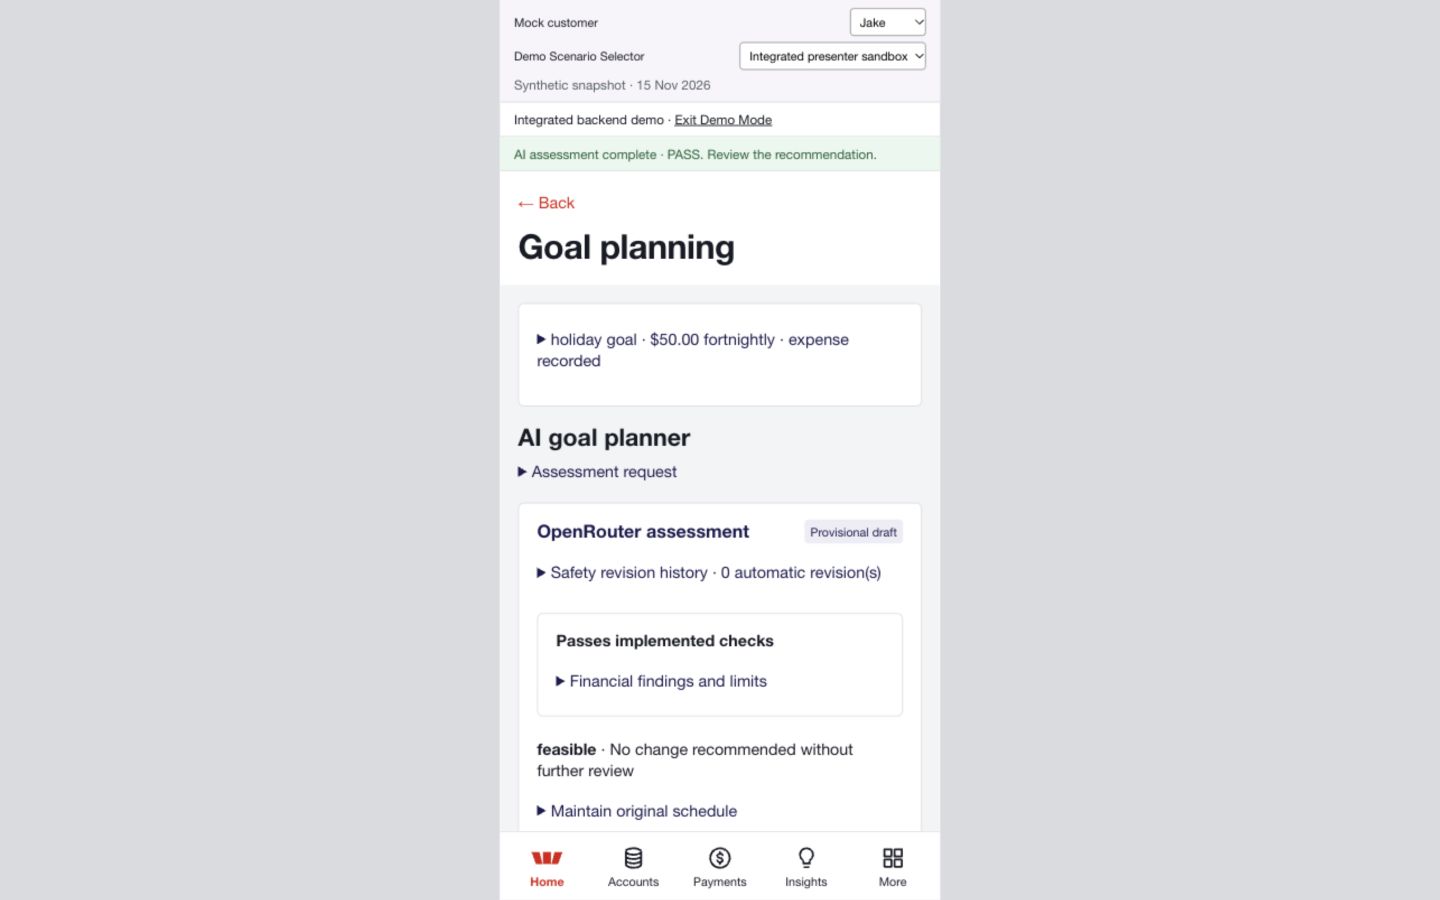 Mock customer
Jake
Demo Scenario Selector
Integrated presenter sandbox
Synthetic snapshot · 15 Nov 2026
Integrated backend demo · Exit Demo Mode
AI assessment complete · PASS. Review the recommendation.
← Back
Goal planning
▶ holiday goal · $50.00 fortnightly · expense
recorded
AI goal planner
▶ Assessment request
OpenRouter assessment
Provisional draft
▶ Safety revision history · 0 automatic revision(s)
Passes implemented checks
▶ Financial findings and limits
feasible · No change recommended without
further review
▶ Maintain original schedule
Home
Accounts
Payments
Insights
More